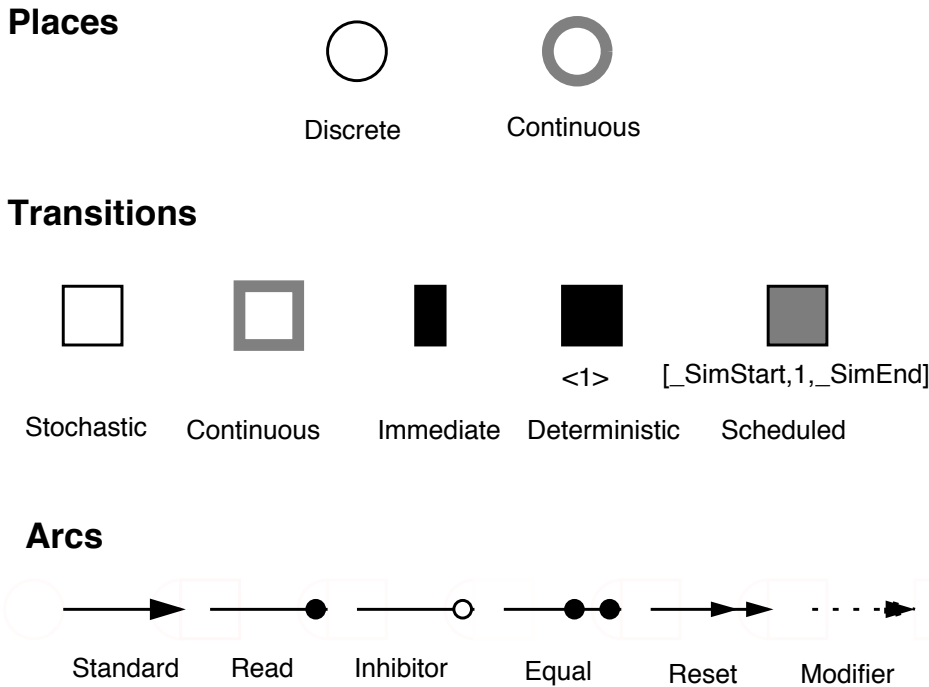 Places
Discrete Continuous
Transitions
<1> [_SimStart,1,_SimEnd]
Stochastic Continuous Immediate Deterministic Scheduled
Arcs
Standard Read Inhibitor Equal Reset Modifier